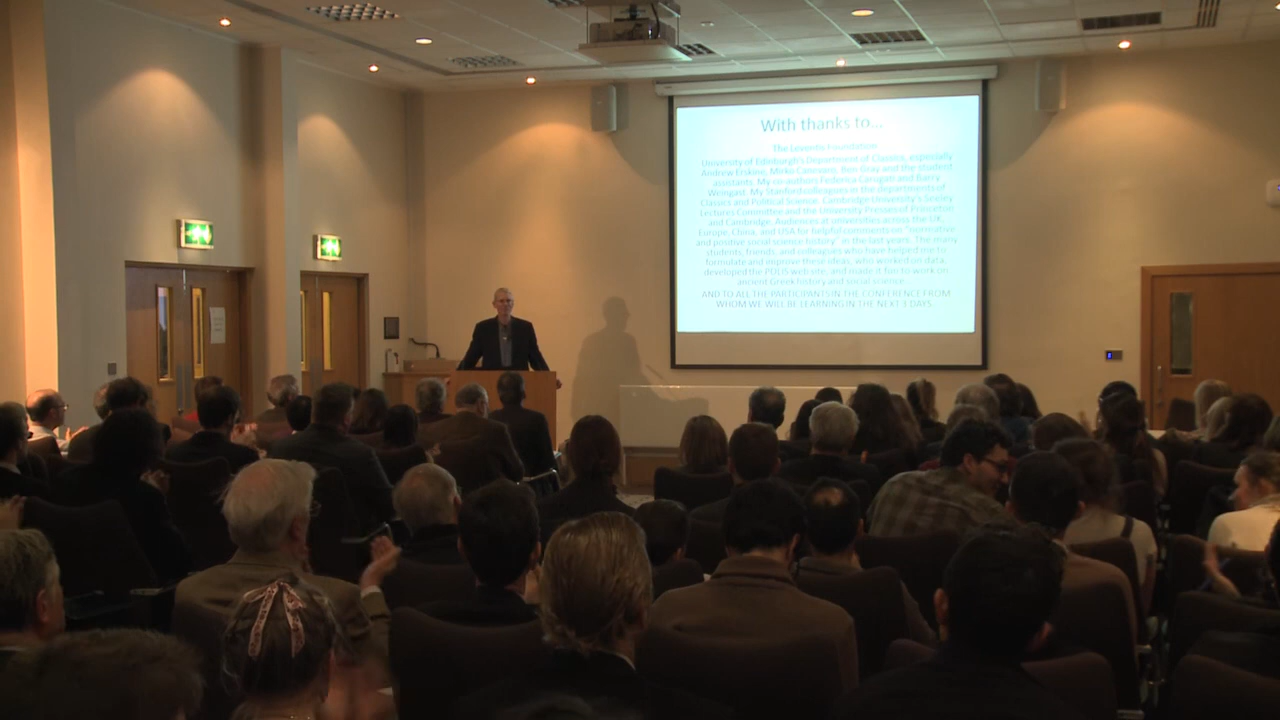 With thanks to...
The Leventis Foundation
University of Edinburgh's Department of Classics, especially
Andrew Erskine, Mirko Canevaro, Ben Gray and the student
assistants. My co-authors Federica Carugati and Barry
Weingast. My Stanford colleagues in the departments of
Classics and Political Science. Cambridge University's Seeley
Lectures Committee and the University Presses of Princeton
and Cambridge. Audiences at universities across the UK,
Europe, China, and USA for helpful comments on "normative
and positive social science history" in the last years. The many
students, friends, and colleagues who have helped me to
formulate and improve these ideas, who worked on data,
developed the POLIS web site, and made it fun to work on
ancient Greek history and social science...
AND TO ALL THE PARTICIPANTS IN THE CONFERENCE FROM
WHOM WE WILL BE LEARNING IN THE NEXT 3 DAYS.